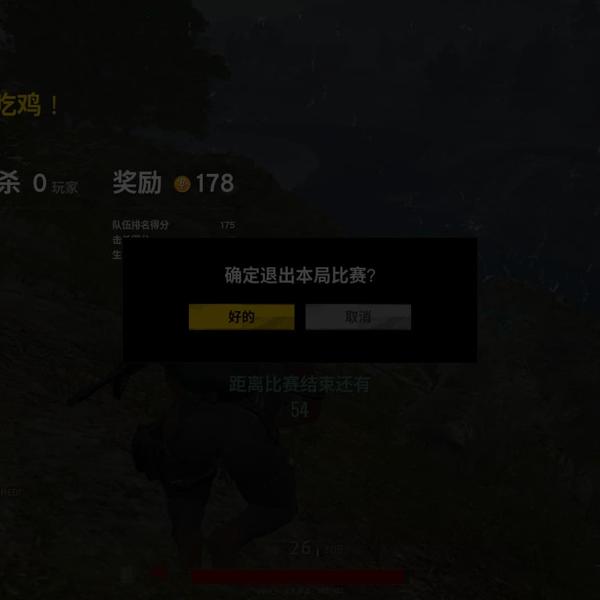 吃鸡！
杀 0 玩家 奖励 178
队伍排名得分 175
确定退出本局比赛?
好的 取消
距离比赛结束还有
54
26